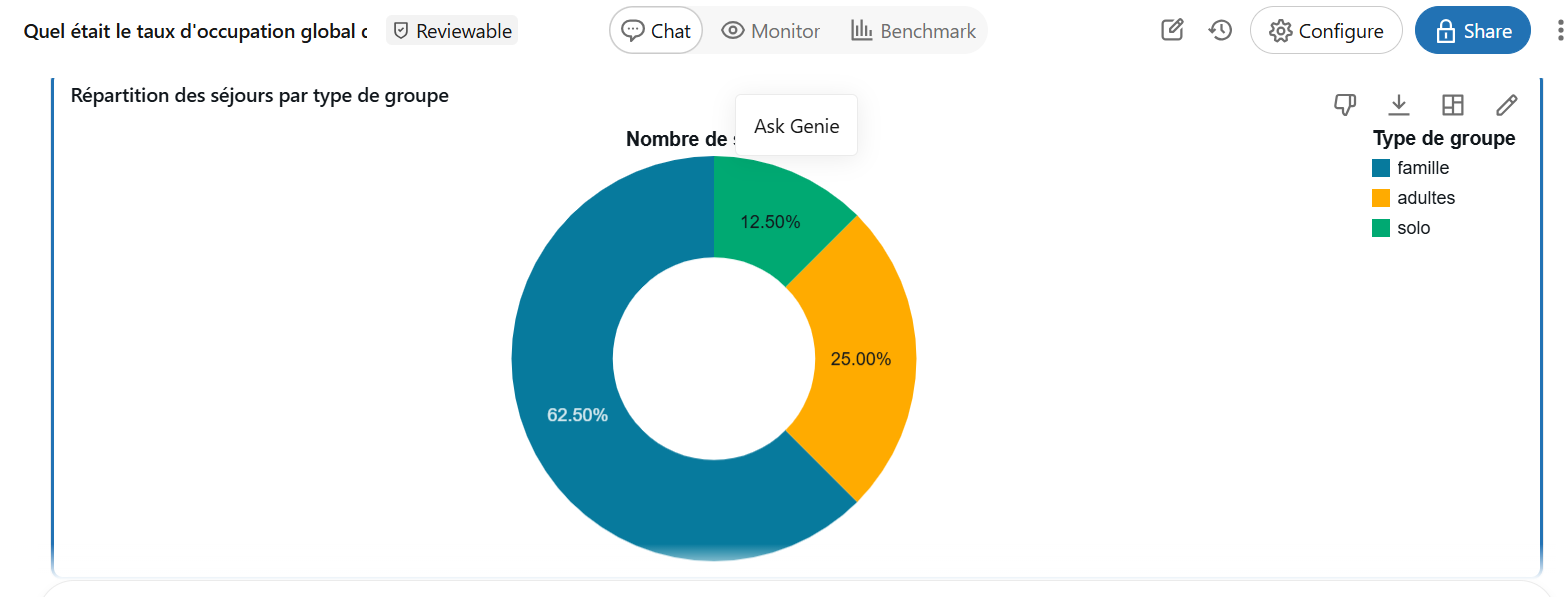 Quel était le taux d'occupation global
Reviewable
Chat
Monitor
Benchmark
Configure
Share
Répartition des séjours par type de groupe
Ask Genie
Nombre de
Type de groupe
famille
adultes
solo
12.50%
25.00%
62.50%